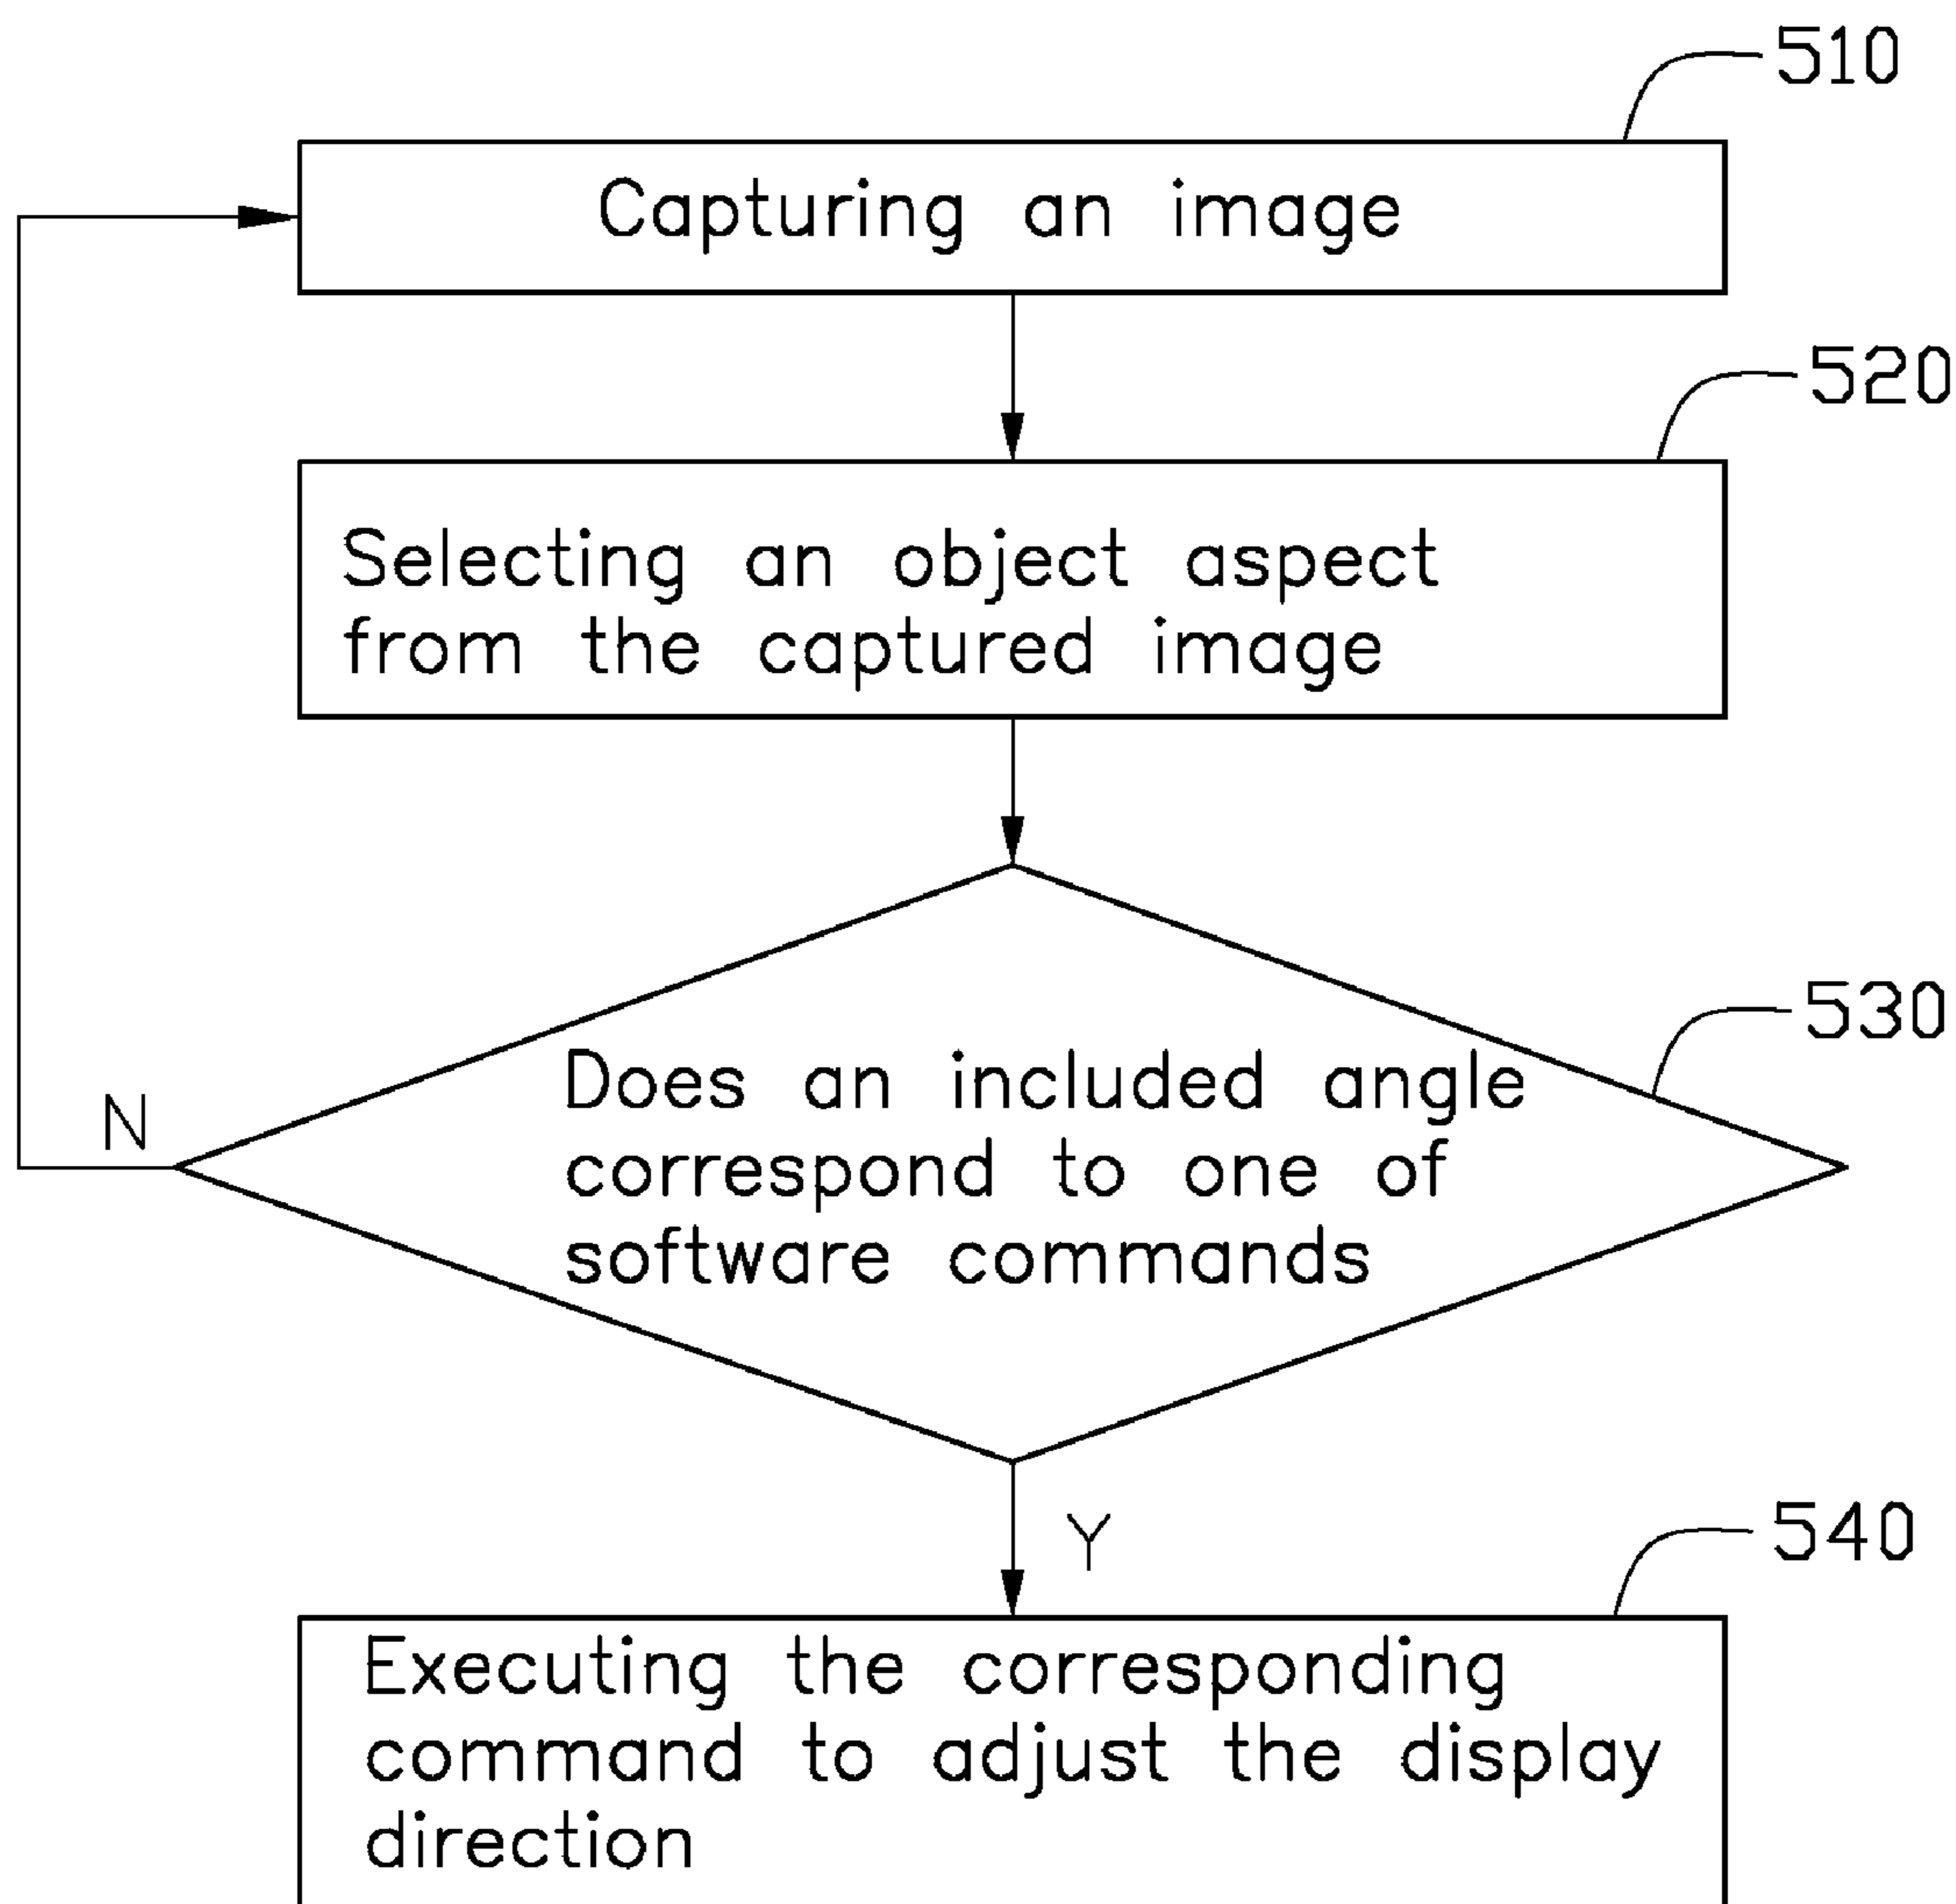 510
Capturing an image
520
Selecting an object aspect
from the captured image
530
Does an included angle
correspond to one of
software commands
N
Y
540
Executing the corresponding
command to adjust the display
direction